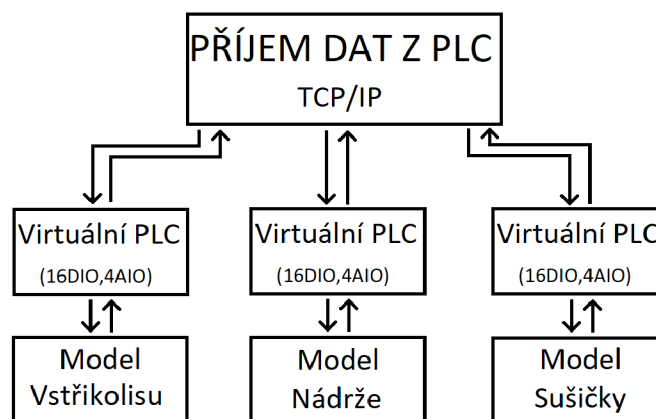 PŘÍJEM DAT Z PLC
TCP/IP
Virtuální PLC
(16DIO,4AIO)
Virtuální PLC
(16DIO,4AIO)
Virtuální PLC
(16DIO,4AIO)
Model
Vstřikolisu
Model
Nádrže
Model
Sušičky